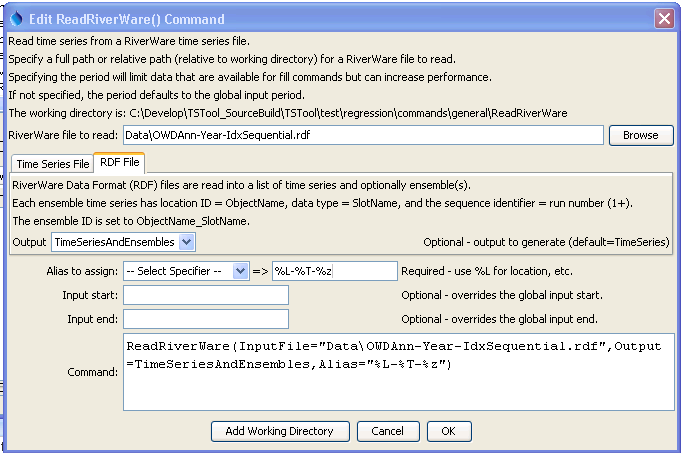 Edit ReadRiverWare() Command
Read time series from a RiverWare time series file.
Specify a full path or relative path (relative to working directory) for a RiverWare file to read.
Specifying the period will limit data that are available for fill commands but can increase performance.
If not specified, the period defaults to the global input period.
The working directory is: C:\Develop\TSTool_SourceBuild\TSTool\test\regression\commands\general\ReadRiverWare
RiverWare file to read: Data\OWDAnn-Year-IdxSequential.rdf Browse
Time Series File RDF File
RiverWare Data Format (RDF) files are read into a list of time series and optionally ensemble(s).
Each ensemble time series has location ID = ObjectName, data type = SlotName, and the sequence identifier = run number (1+).
The ensemble ID is set to ObjectName_SlotName.
Output TimeSeriesAndEnsembles Optional - output to generate (default=TimeSeries)
Alias to assign: -- Select Specifier -- => %L-%T-%z Required - use %L for location, etc.
Input start: Optional - overrides the global input start.
Input end: Optional - overrides the global input end.
ReadRiverWare(InputFile="Data\OWDAnn-Year-IdxSequential.rdf",Output
=TimeSeriesAndEnsembles,Alias="%L-%T-%z")
Command:
Add Working Directory Cancel OK